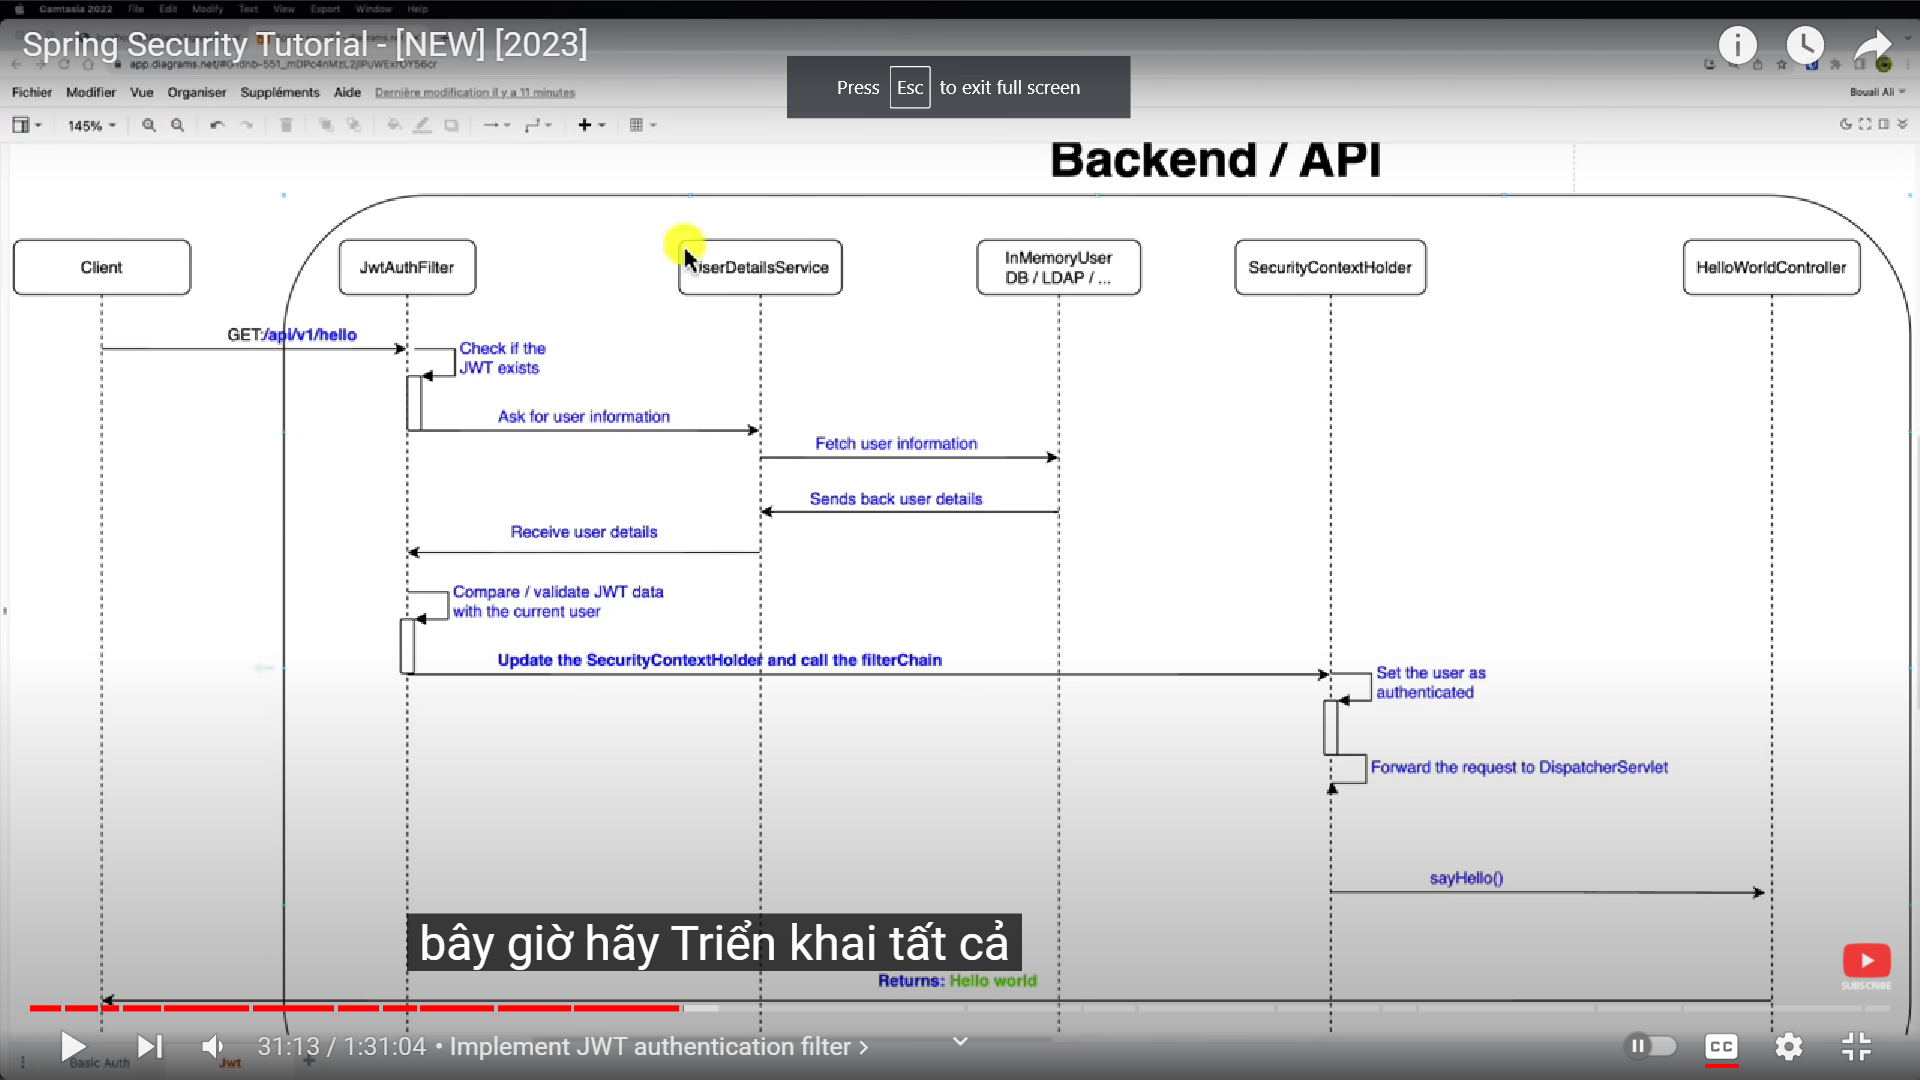 Camtasia 2022 File Edit Modify Text View Export Window Help
Spring Security Tutorial - [NEW] [2023]
Press Esc to exit full screen
Fichier Modifier Vue Organiser Suppléments Aide Dernière modification il y a 11 minutes
Bouali Ali
145%
Backend / API
Client
JwtAuthFilter
UserDetailsService
InMemoryUser
DB / LDAP / ...
SecurityContextHolder
HelloWorldController
GET:/api/v1/hello
Check if the
JWT exists
Ask for user information
Fetch user information
Sends back user details
Receive user details
Compare / validate JWT data
with the current user
Update the SecurityContextHolder and call the filterChain
Set the user as
authenticated
Forward the request to DispatcherServlet
sayHello()
bây giờ hãy Triển khai tất cả
Returns: Hello world
SUBSCRIBE
31:13 / 1:31:04 • Implement JWT authentication filter
CC
Basic Auth
Jwt